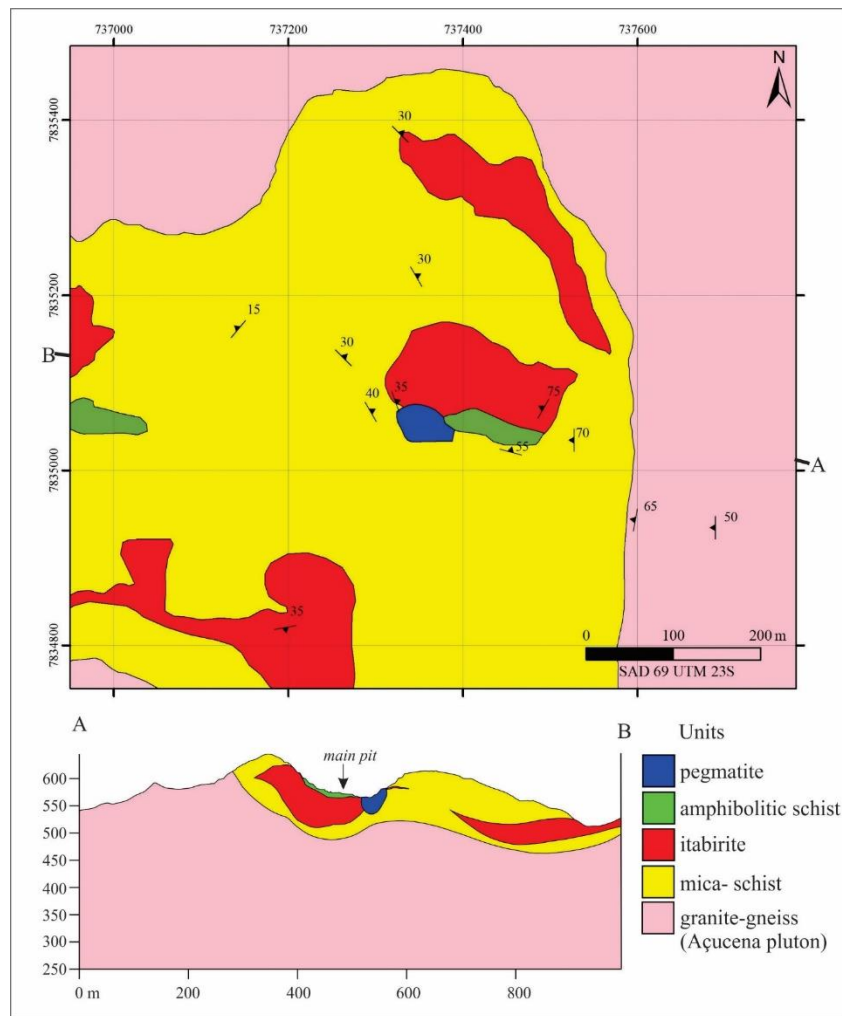 737000
737200
737400
737600
N
7835400
7835200
7835000
7834800
30
30
15
30
40
35
75
70
55
65
50
35
B
A
0
100
200 m
SAD 69 UTM 23S
A
B
main pit
600
550
500
450
400
350
300
250
0 m
200
400
600
800
Units
pegmatite
amphibolitic schist
itabirite
mica- schist
granite-gneiss
(Açucena pluton)